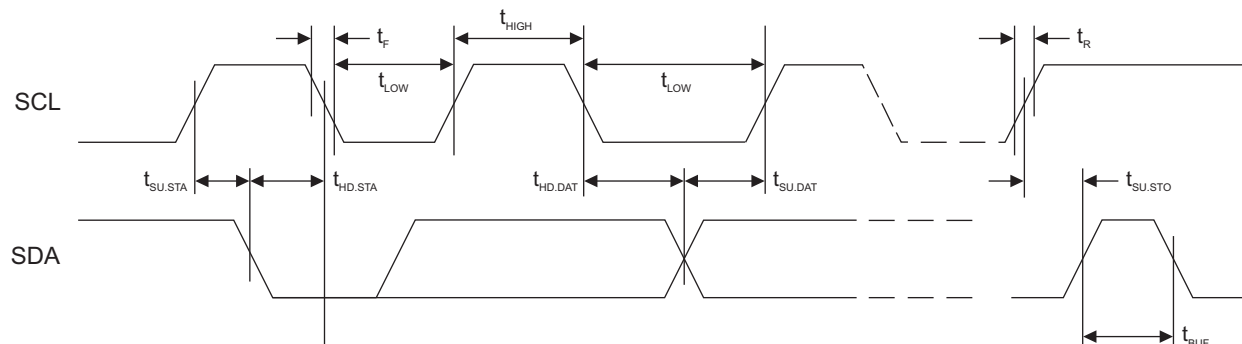 tF
tHIGH
tR
tLOW
tLOW
SCL
tSU.STA
tHD.STA
tHD.DAT
tSU.DAT
tSU.STO
SDA
tBUF